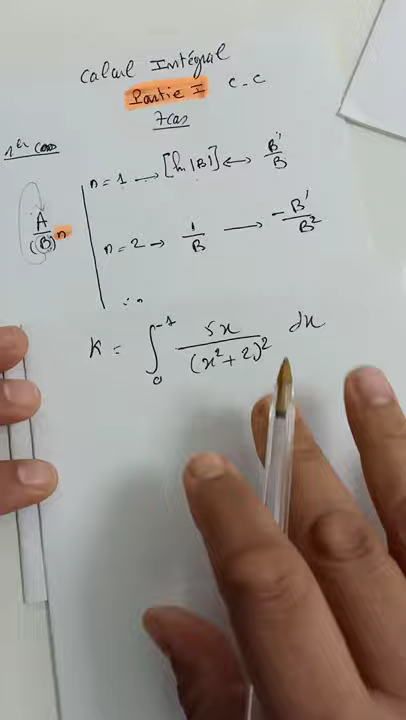 Calcul Intégral
Partie I C.C
7cas
1er cas
n=1 → [ln |B|] ↔ B'/B
A/(B)^n
n=2 → 1/B → -B'/B²
K = ∫₀⁻¹ 5x/(x²+2)² dx